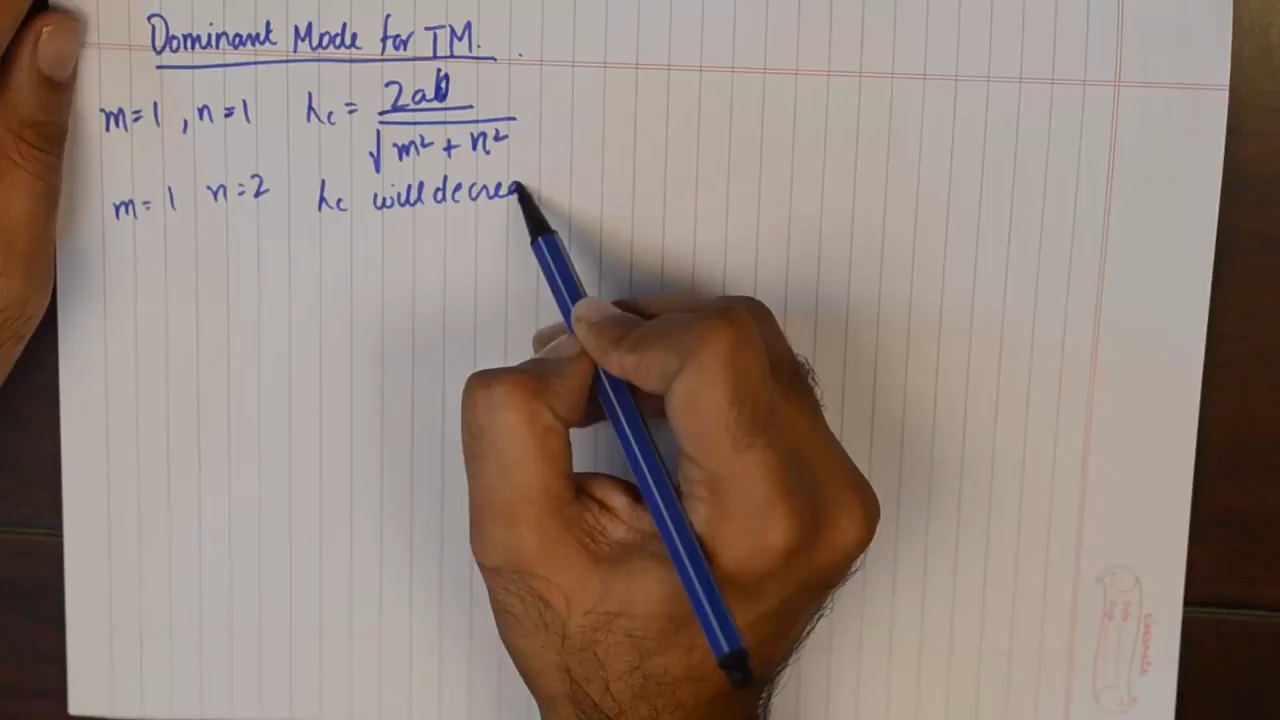 Dominant Mode for TM.
m=1, n=1 λc = 2ab / √m² + n²
m=1 n=2 λc will decrea